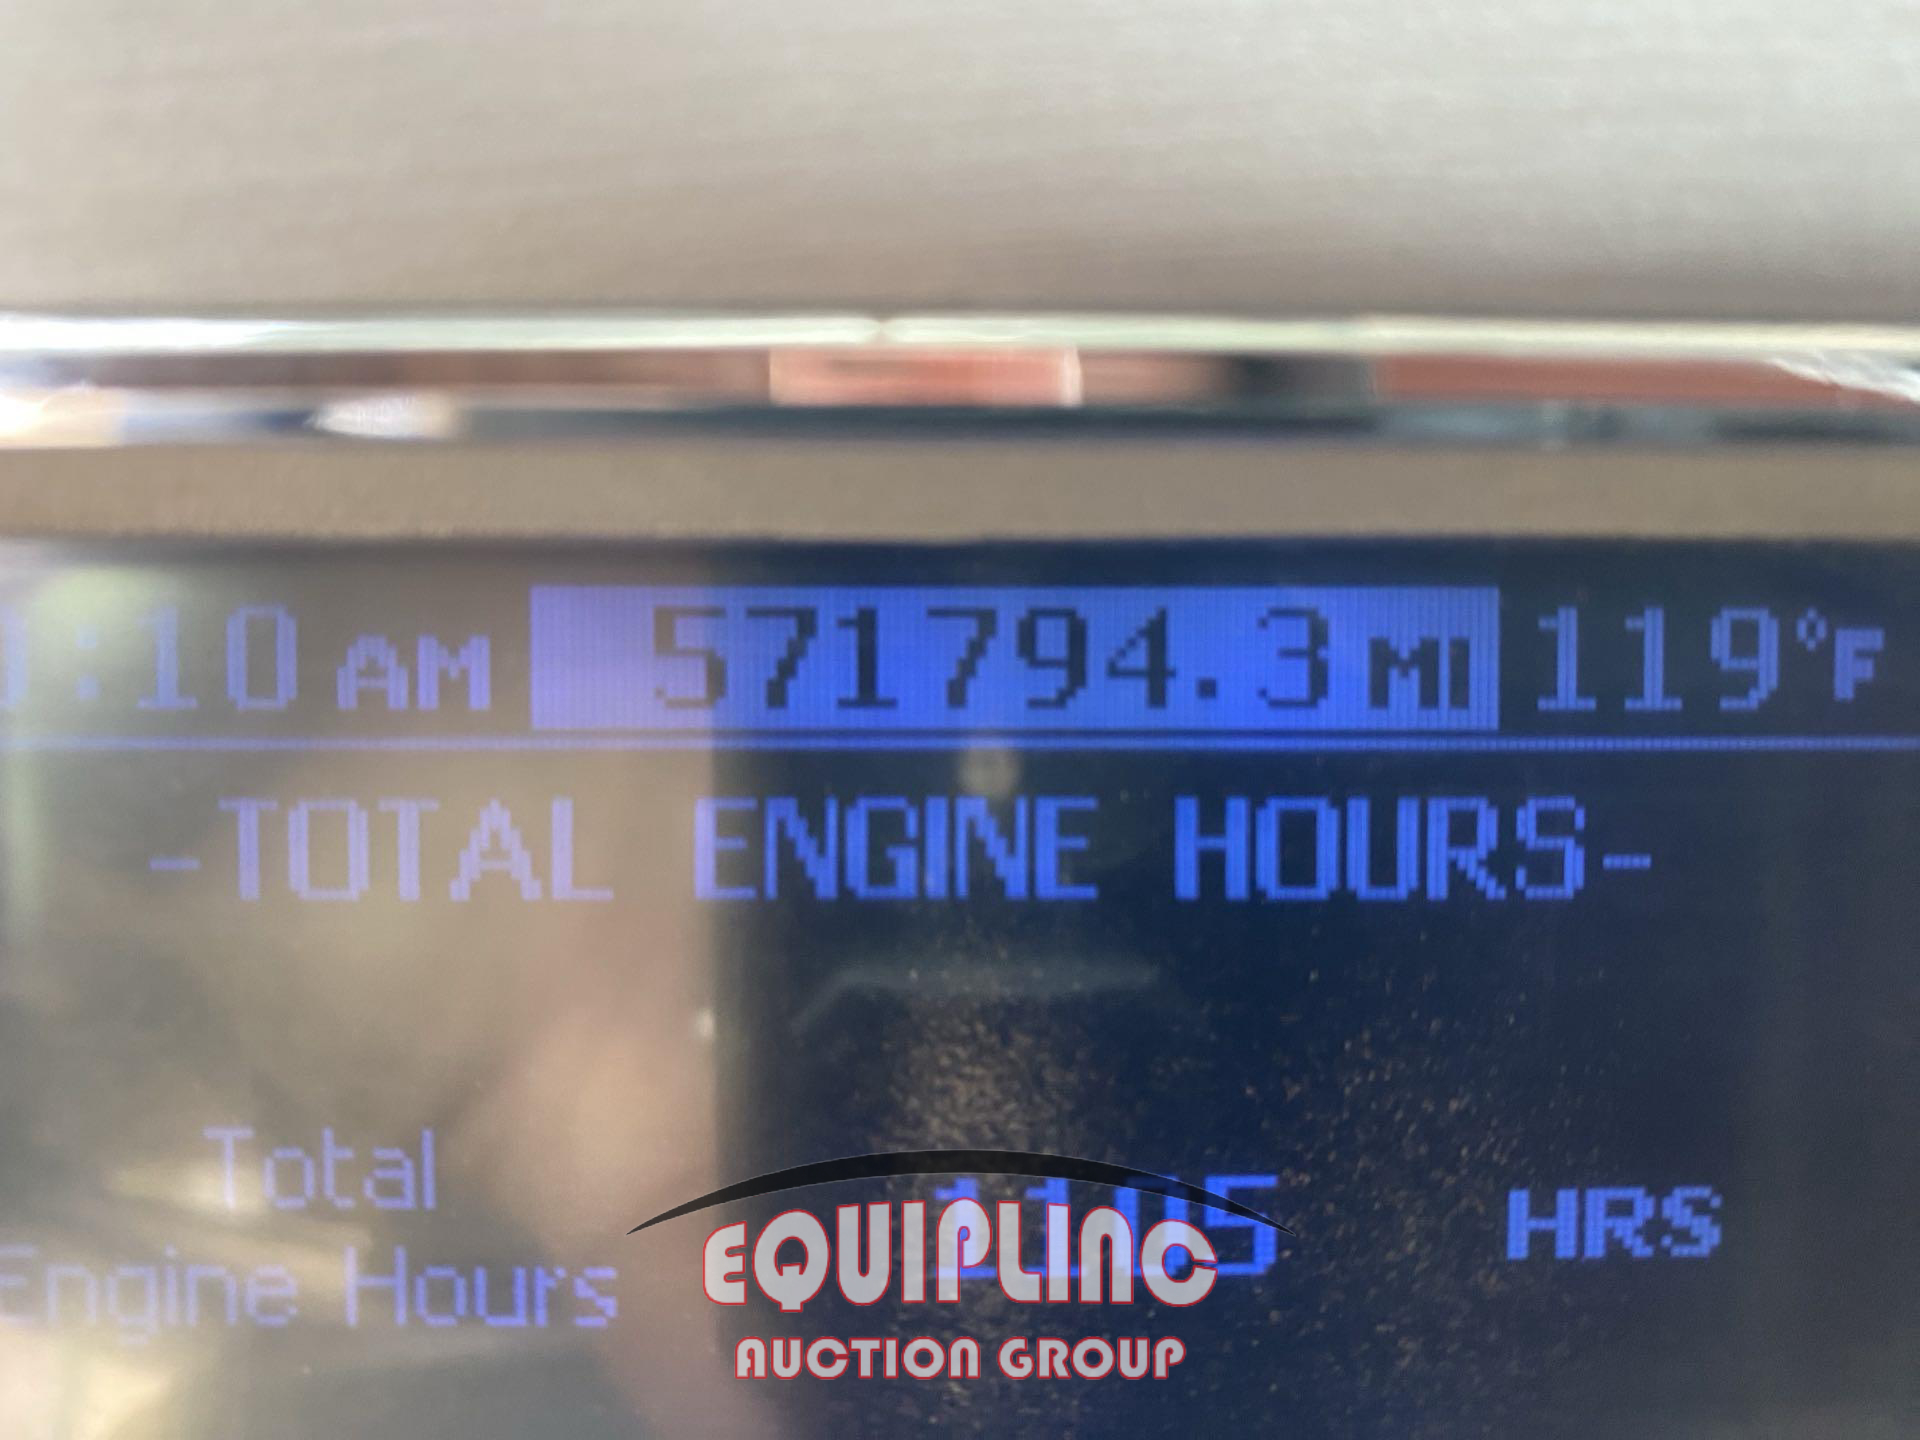 :10 AM 571794.3 MI 119°F
-TOTAL ENGINE HOURS-
Total
Engine Hours
HRS
EQUIPLINC
AUCTION GROUP